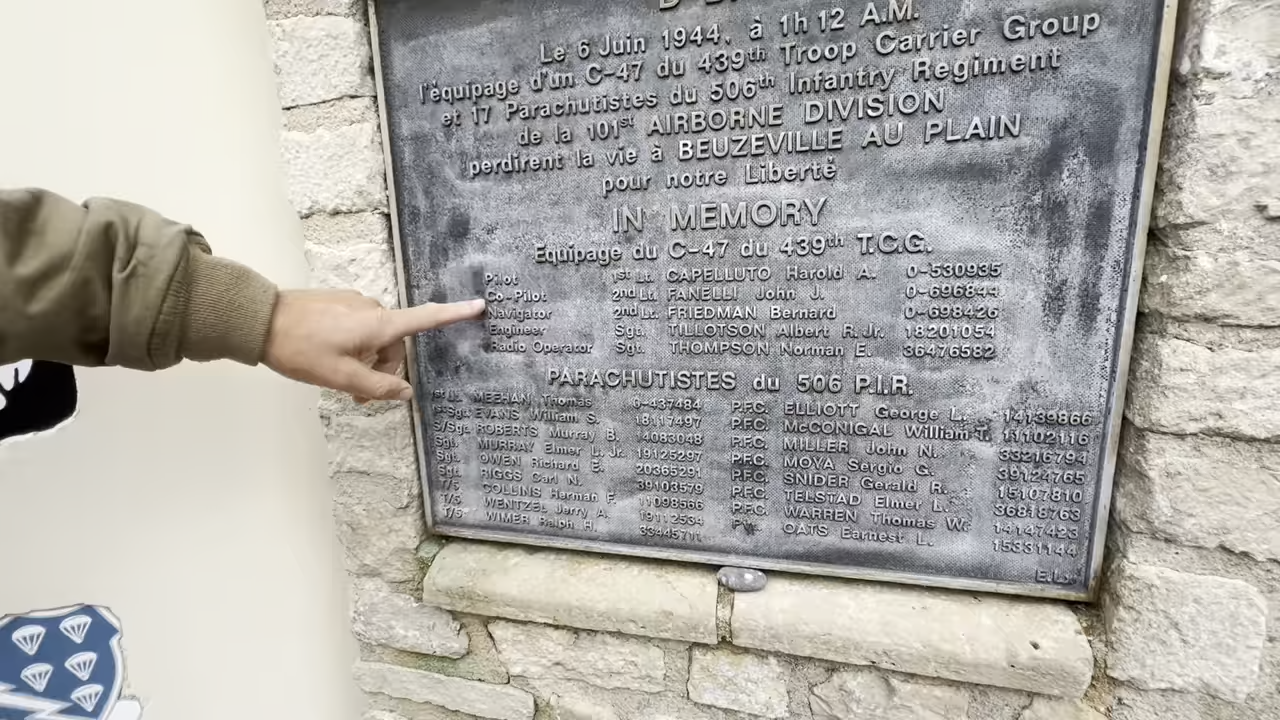 Le 6 Juin 1944, à 1h 12 A.M.
l'équipage d'un C-47 du 439th Troop Carrier Group
et 17 Parachutistes du 506th Infantry Regiment
de la 101st AIRBORNE DIVISION
perdirent la vie à BEUZEVILLE AU PLAIN
pour notre Liberté
IN MEMORY
Equipage du C-47 du 439th T.C.G.
Pilot 1st Lt. CAPELLUTO Harold A. 0-530935
Co-Pilot 2nd Lt. FANELLI John J. 0-696844
Navigator 2nd Lt. FRIEDMAN Bernard 0-698426
Engineer Sgt. TILLOTSON Albert R. Jr. 18201054
Radio Operator Sgt. THOMPSON Norman E. 36476582
PARACHUTISTES du 506 P.I.R.
1st Lt. MEEHAN Thomas 0-437484 P.F.C. ELLIOTT George L. 14139866
1st Sgt. EVANS William S. 18117497 P.F.C. McCONIGAL William T. 11102116
S/Sgt. ROBERTS Murray B. 14083048 P.F.C. MILLER John N. 33216794
Sgt. MURRAY Elmer L. Jr. 19125297 P.F.C. MOYA Sergio G. 39124765
Sgt. OWEN Richard E. 20365291 P.F.C. SNIDER Gerald R. 15107810
Sgt. RIGGS Carl N. 39103579 P.F.C. TELSTAD Elmer L. 36818763
T/5. COLLINS Herman F. 11098566 P.F.C. WARREN Thomas W. 14147423
T/5. WENTZEL Jerry A. 19112534 Pvt OATS Earnest L. 15331144
T/5. WIMER Ralph H. 33445711
E.L.